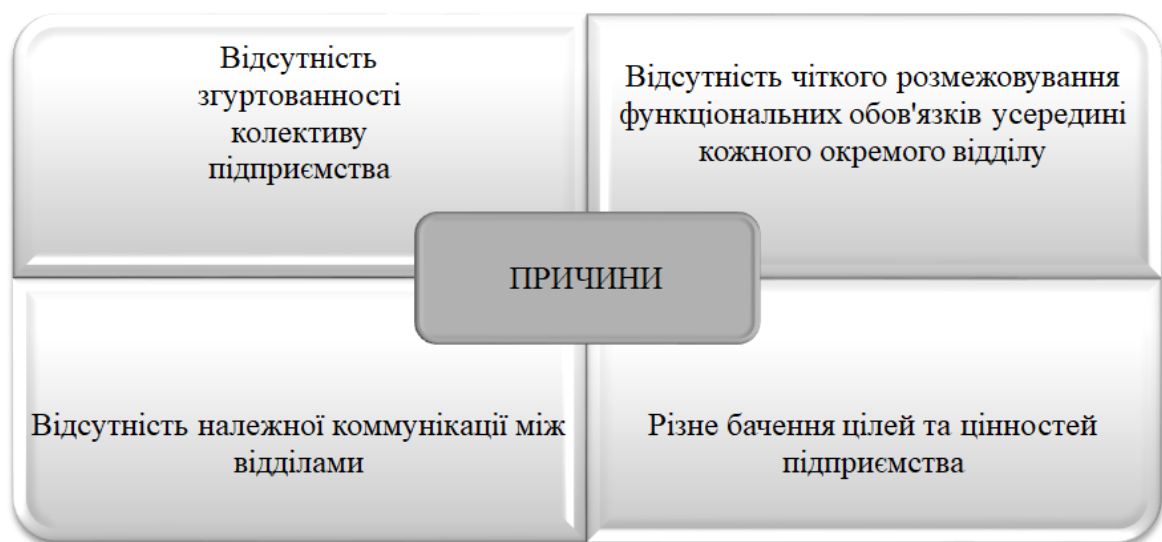 Відсутність
згуртованності
колективу
підприємства
Відсутність чіткого розмежовування
функціональних обов'язків усередині
кожного окремого відділу
ПРИЧИНИ
Відсутність належної коммунікації між
відділами
Різне бачення цілей та цінностей
підприємства